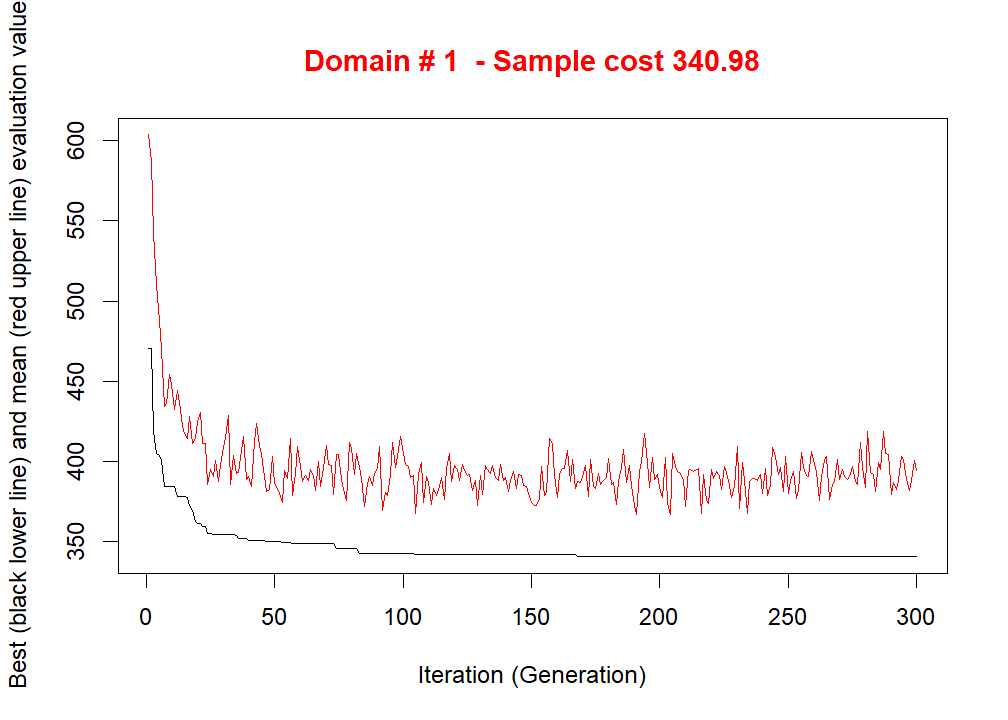 Domain # 1  - Sample cost 340.98
Best (black lower line) and mean (red upper line) evaluation value
600
550
500
450
400
350
0 50 100 150 200 250 300
Iteration (Generation)